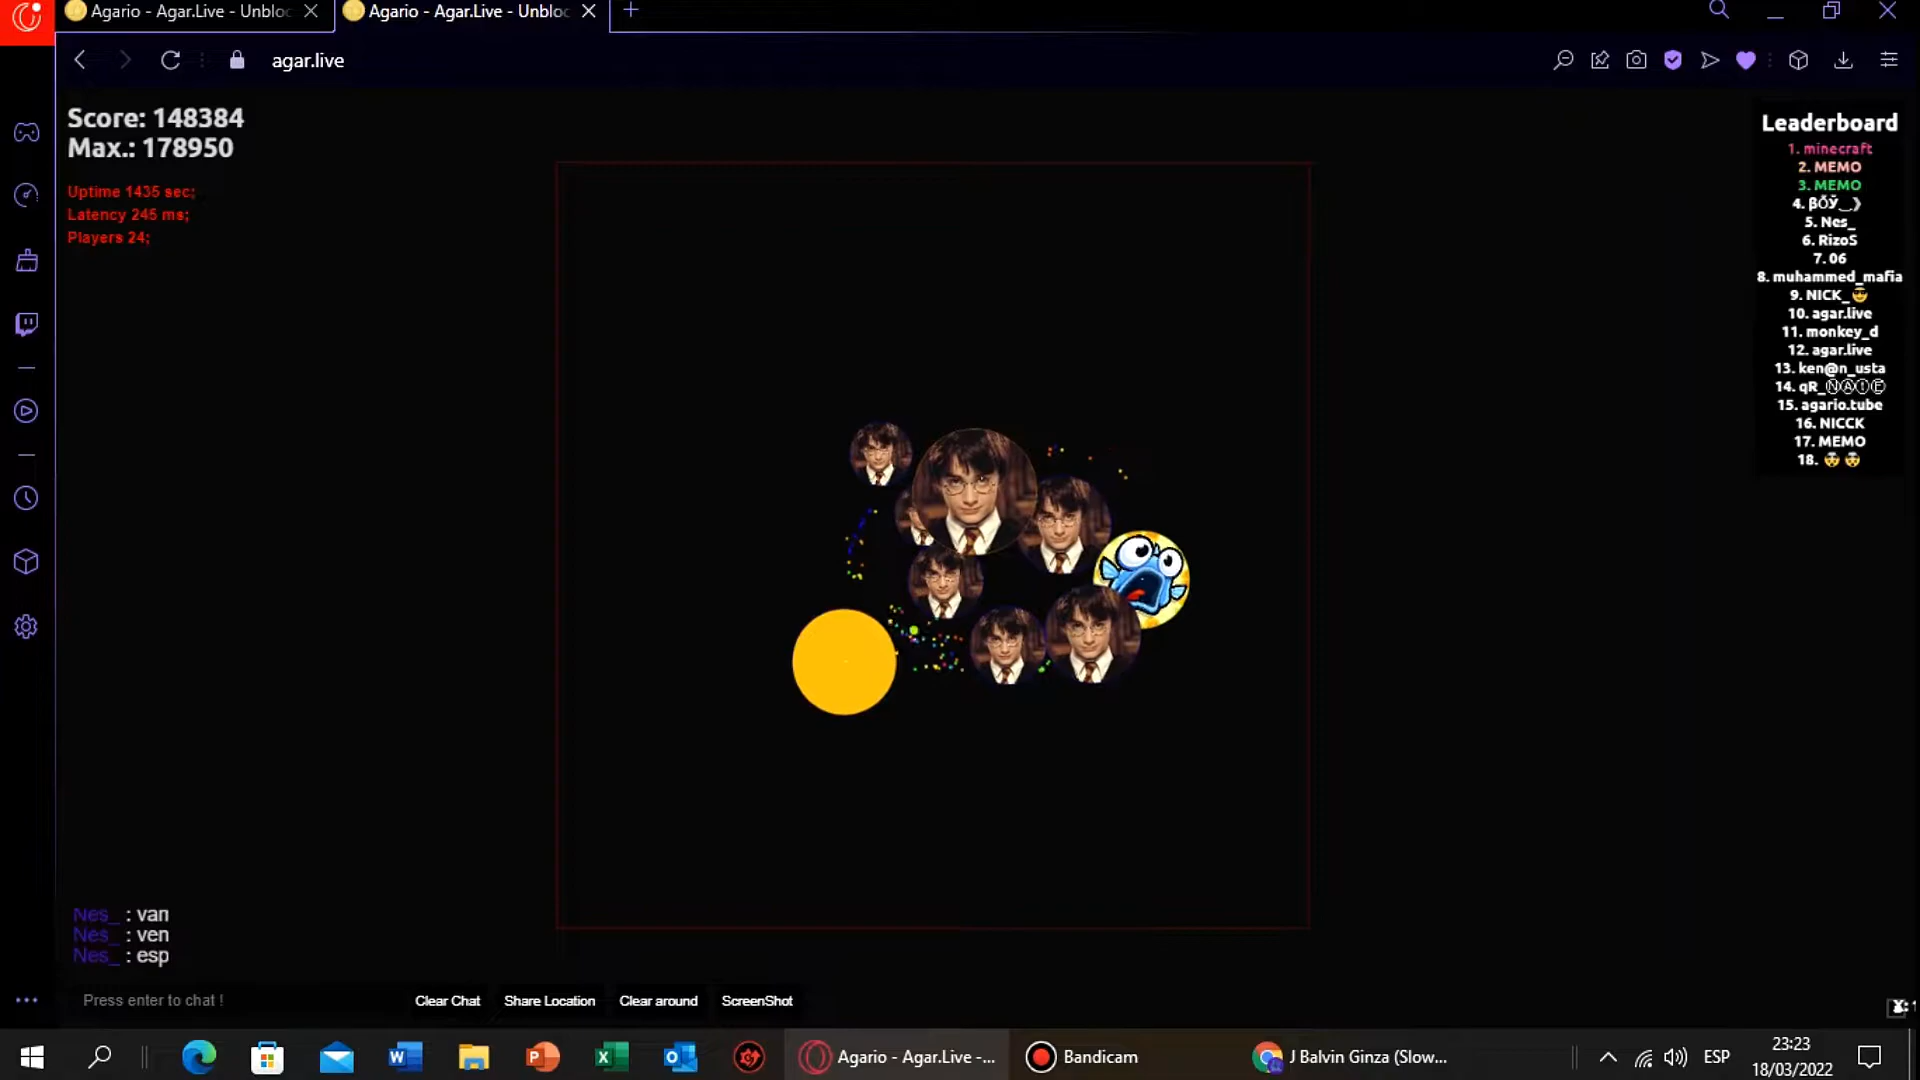 Agario - Agar.Live - Unbloc
Agario - Agar.Live - Unbloc
agar.live
Score: 148384
Max.: 178950
Uptime 1435 sec;
Latency 245 ms;
Players 24;
Leaderboard
1. minecraft
2. MEMO
3. MEMO
5. Nes_
6. RizoS
7. 06
8. muhammed_mafia
9. NICK_😎
10. agar.live
11. monkey_d
12. agar.live
13. ken@n_usta
14. qR_ⓃⒶⓉⒺ
15. agario.tube
16. NICCK
17. MEMO
18. 🤯 🤯
Nes_ : van
Nes_ : ven
Nes_ : esp
Press enter to chat !
Clear Chat
Share Location
Clear around
ScreenShot
Agario - Agar.Live -...
Bandicam
J Balvin Ginza (Slow...
ESP
23:23
18/03/2022